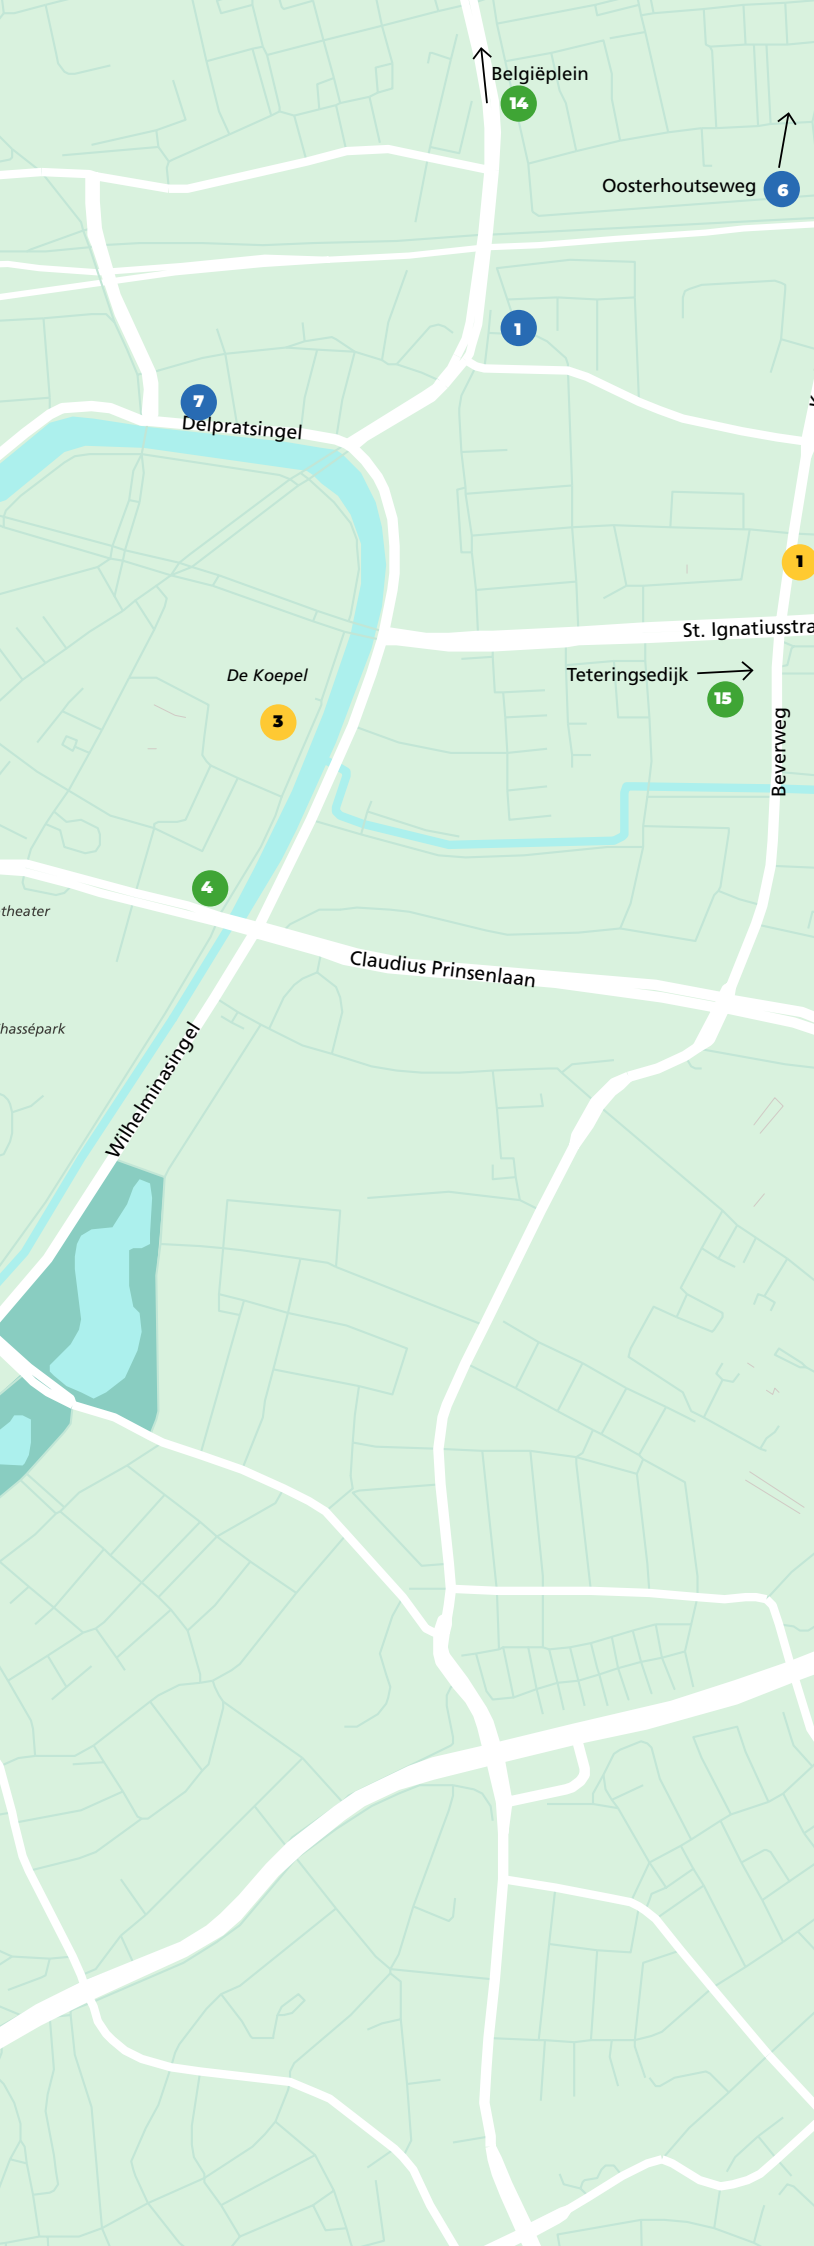 Belgiëplein
14
Oosterhoutseweg 6
1
7
Delpratsingel
1
St. Ignatiusstra
De Koepel
Teteringsedijk
15
3
Beverweg
4
theater
Claudius Prinsenlaan
hassépark
Wilhelminasingel